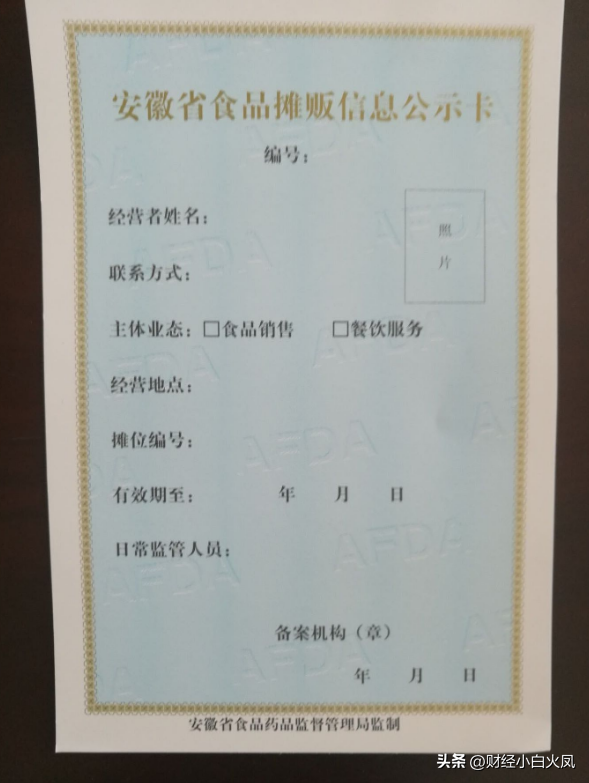 安徽省食品摊贩信息公示卡
编号：
经营者姓名：
照
片
联系方式：
主体业态：□食品销售 □餐饮服务
经营地点：
摊位编号：
有效期至： 年 月 日
日常监管人员：
备案机构（章）
年 月 日
安徽省食品药品监督管理局监制
头条 @财经小白火凤